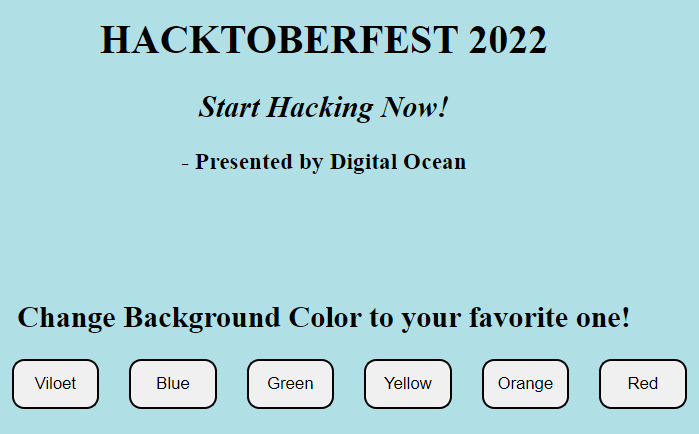 HACKTOBERFEST 2022
Start Hacking Now!
- Presented by Digital Ocean
Change Background Color to your favorite one!
Viloet Blue Green Yellow Orange Red